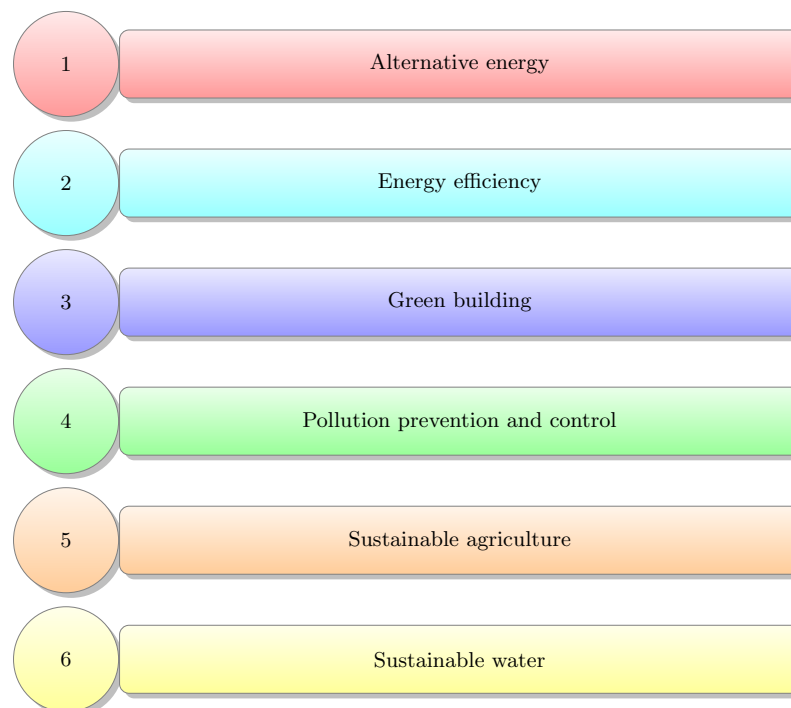 1 Alternative energy
2 Energy efficiency
3 Green building
4 Pollution prevention and control
5 Sustainable agriculture
6 Sustainable water